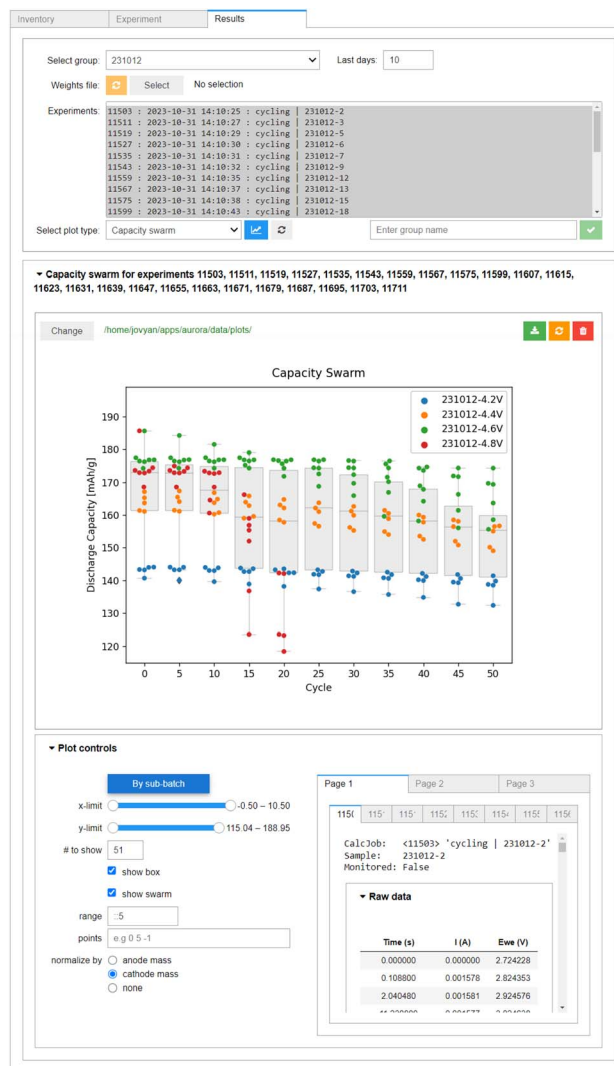 Inventory Experiment Results
Select group: 231012 Last days: 10
Weights file: Select No selection
Experiments:
11503 : 2023-10-31 14:10:25 : cycling | 231012-2
11511 : 2023-10-31 14:10:27 : cycling | 231012-3
11519 : 2023-10-31 14:10:29 : cycling | 231012-5
11527 : 2023-10-31 14:10:30 : cycling | 231012-6
11535 : 2023-10-31 14:10:31 : cycling | 231012-7
11543 : 2023-10-31 14:10:32 : cycling | 231012-9
11559 : 2023-10-31 14:10:35 : cycling | 231012-12
11567 : 2023-10-31 14:10:37 : cycling | 231012-13
11575 : 2023-10-31 14:10:38 : cycling | 231012-15
11599 : 2023-10-31 14:10:43 : cycling | 231012-18
Select plot type: Capacity swarm Enter group name
Capacity swarm for experiments 11503, 11511, 11519, 11527, 11535, 11543, 11559, 11567, 11575, 11599, 11607, 11615,
11623, 11631, 11639, 11647, 11655, 11663, 11671, 11679, 11687, 11695, 11703, 11711
Change /home/jovyan/apps/aurora/data/plots/
Capacity Swarm
231012-4.2V
231012-4.4V
231012-4.6V
231012-4.8V
Discharge Capacity [mAh/g]
190
180
170
160
150
140
130
120
0 5 10 15 20 25 30 35 40 45 50
Cycle
Plot controls
By sub-batch
x-limit -0.50 – 10.50
y-limit 115.04 – 188.95
# to show 51
show box
show swarm
range ::5
points e.g 0 5 -1
normalize by anode mass
cathode mass
none
Page 1 Page 2 Page 3
CalcJob: <11503> 'cycling | 231012-2'
Sample: 231012-2
Monitored: False
Raw data
Time (s) I (A) Ewe (V)
0.000000 0.000000 2.724228
0.108800 0.001578 2.824353
2.040480 0.001581 2.924576